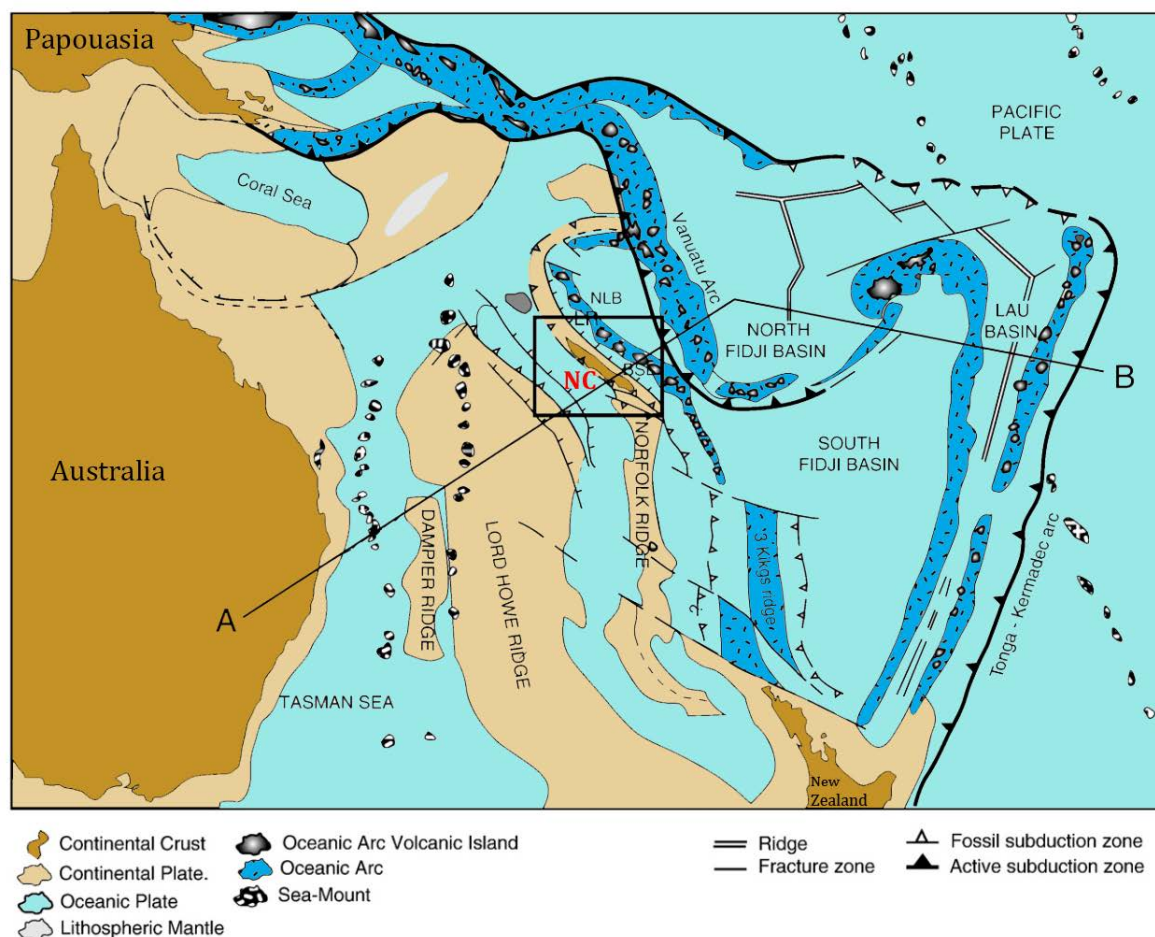 Papouasia
PACIFIC
PLATE
Coral Sea
Vanuatu Arc
NLB
LR
NORTH
FIDJI BASIN
LAU
BASIN
NC
BSL
B
Australia
SOUTH
FIDJI BASIN
NORFOLK RIDGE
DAMPIER RIDGE
LORD HOWE RIDGE
3 Kikgs ridge
Tonga - Kermadec arc
A
TASMAN SEA
New
Zealand
Continental Crust
Continental Plate.
Oceanic Plate
Lithospheric Mantle
Oceanic Arc Volcanic Island
Oceanic Arc
Sea-Mount
Ridge
Fracture zone
Fossil subduction zone
Active subduction zone